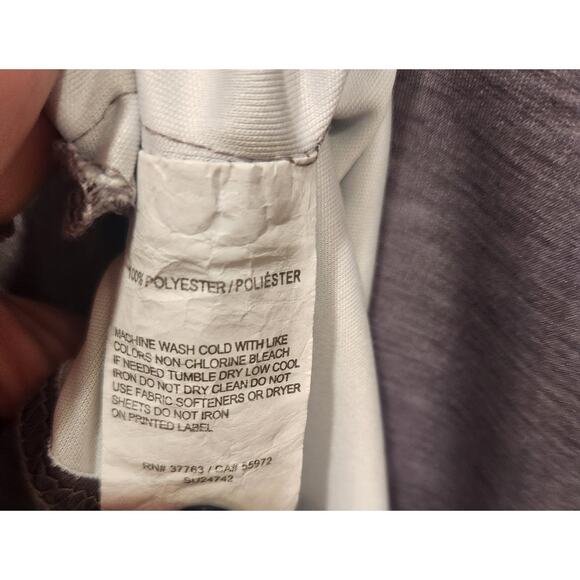 100% POLYESTER / POLIÉSTER
MACHINE WASH COLD WITH LIKE
COLORS NON-CHLORINE BLEACH
IF NEEDED TUMBLE DRY LOW COOL
IRON DO NOT DRY CLEAN DO NOT
USE FABRIC SOFTENERS OR DRYER
SHEETS DO NOT IRON
ON PRINTED LABEL
RN# 37763 / CA# 55972
SU24742